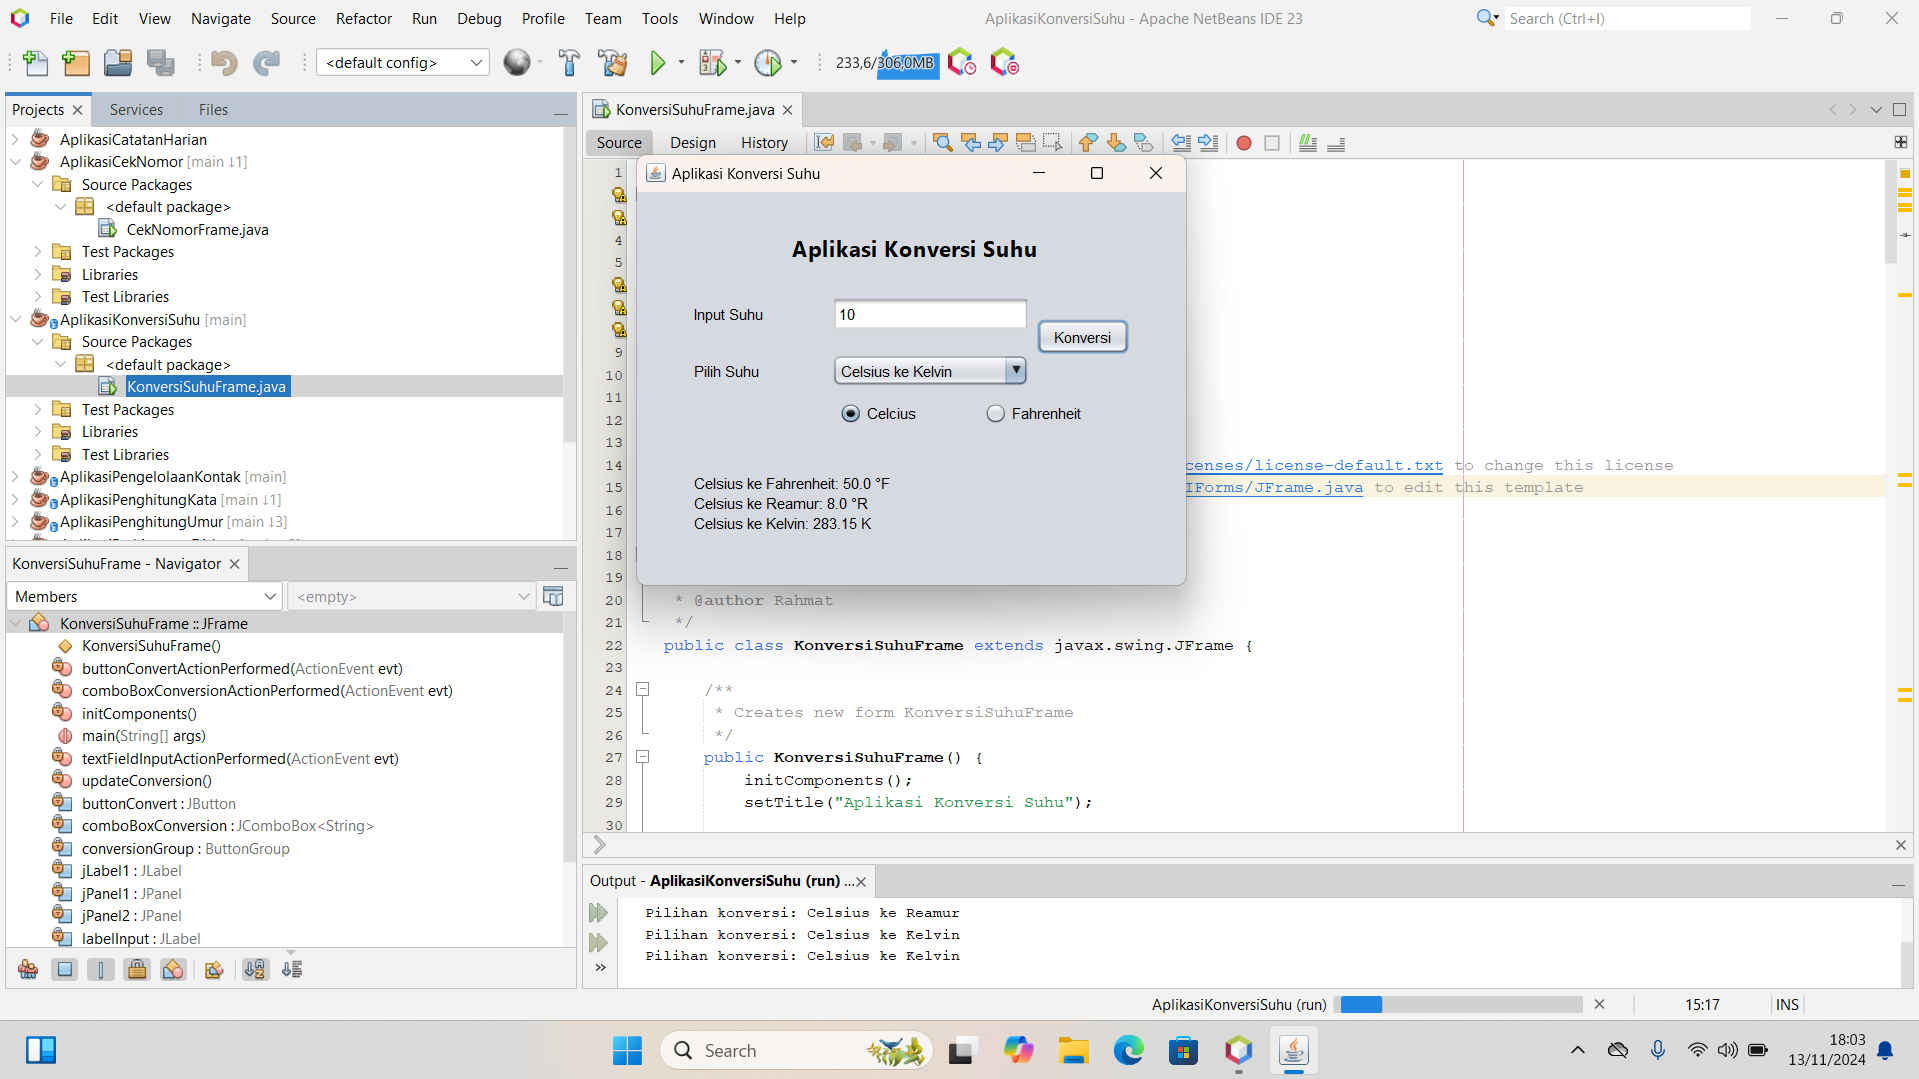 File Edit View Navigate Source Refactor Run Debug Profile Team Tools Window Help
AplikasiKonversiSuhu - Apache NetBeans IDE 23
Search (Ctrl+I)
<default config>
233,6/306,0MB
Projects
Services
Files
AplikasiCatatanHarian
AplikasiCekNomor [main ↓1]
Source Packages
<default package>
CekNomorFrame.java
Test Packages
Libraries
Test Libraries
AplikasiKonversiSuhu [main]
Source Packages
<default package>
KonversiSuhuFrame.java
Test Packages
Libraries
Test Libraries
AplikasiPengelolaanKontak [main]
AplikasiPenghitungKata [main ↓1]
AplikasiPenghitungUmur [main ↓3]
KonversiSuhuFrame - Navigator
Members
<empty>
KonversiSuhuFrame :: JFrame
KonversiSuhuFrame()
buttonConvertActionPerformed(ActionEvent evt)
comboBoxConversionActionPerformed(ActionEvent evt)
initComponents()
main(String[] args)
textFieldInputActionPerformed(ActionEvent evt)
updateConversion()
buttonConvert : JButton
comboBoxConversion : JComboBox<String>
conversionGroup : ButtonGroup
jLabel1 : JLabel
jPanel1 : JPanel
jPanel2 : JPanel
labelInput : JLabel
KonversiSuhuFrame.java
Source Design History
Aplikasi Konversi Suhu
Aplikasi Konversi Suhu
Input Suhu
10
Konversi
Pilih Suhu
Celsius ke Kelvin
Celcius
Fahrenheit
Celsius ke Fahrenheit: 50.0 °F
Celsius ke Reamur: 8.0 °R
Celsius ke Kelvin: 283.15 K
1
4
5
9
10
11
12
13
14 censes/license-default.txt to change this license
15 IForms/JFrame.java to edit this template
16
17
18
19
20 * @author Rahmat
21 */
22 public class KonversiSuhuFrame extends javax.swing.JFrame {
23
24 /**
25 * Creates new form KonversiSuhuFrame
26 */
27 public KonversiSuhuFrame() {
28 initComponents();
29 setTitle("Aplikasi Konversi Suhu");
30
Output - AplikasiKonversiSuhu (run) ...
Pilihan konversi: Celsius ke Reamur
Pilihan konversi: Celsius ke Kelvin
Pilihan konversi: Celsius ke Kelvin
AplikasiKonversiSuhu (run)
15:17
INS
Search
18:03
13/11/2024